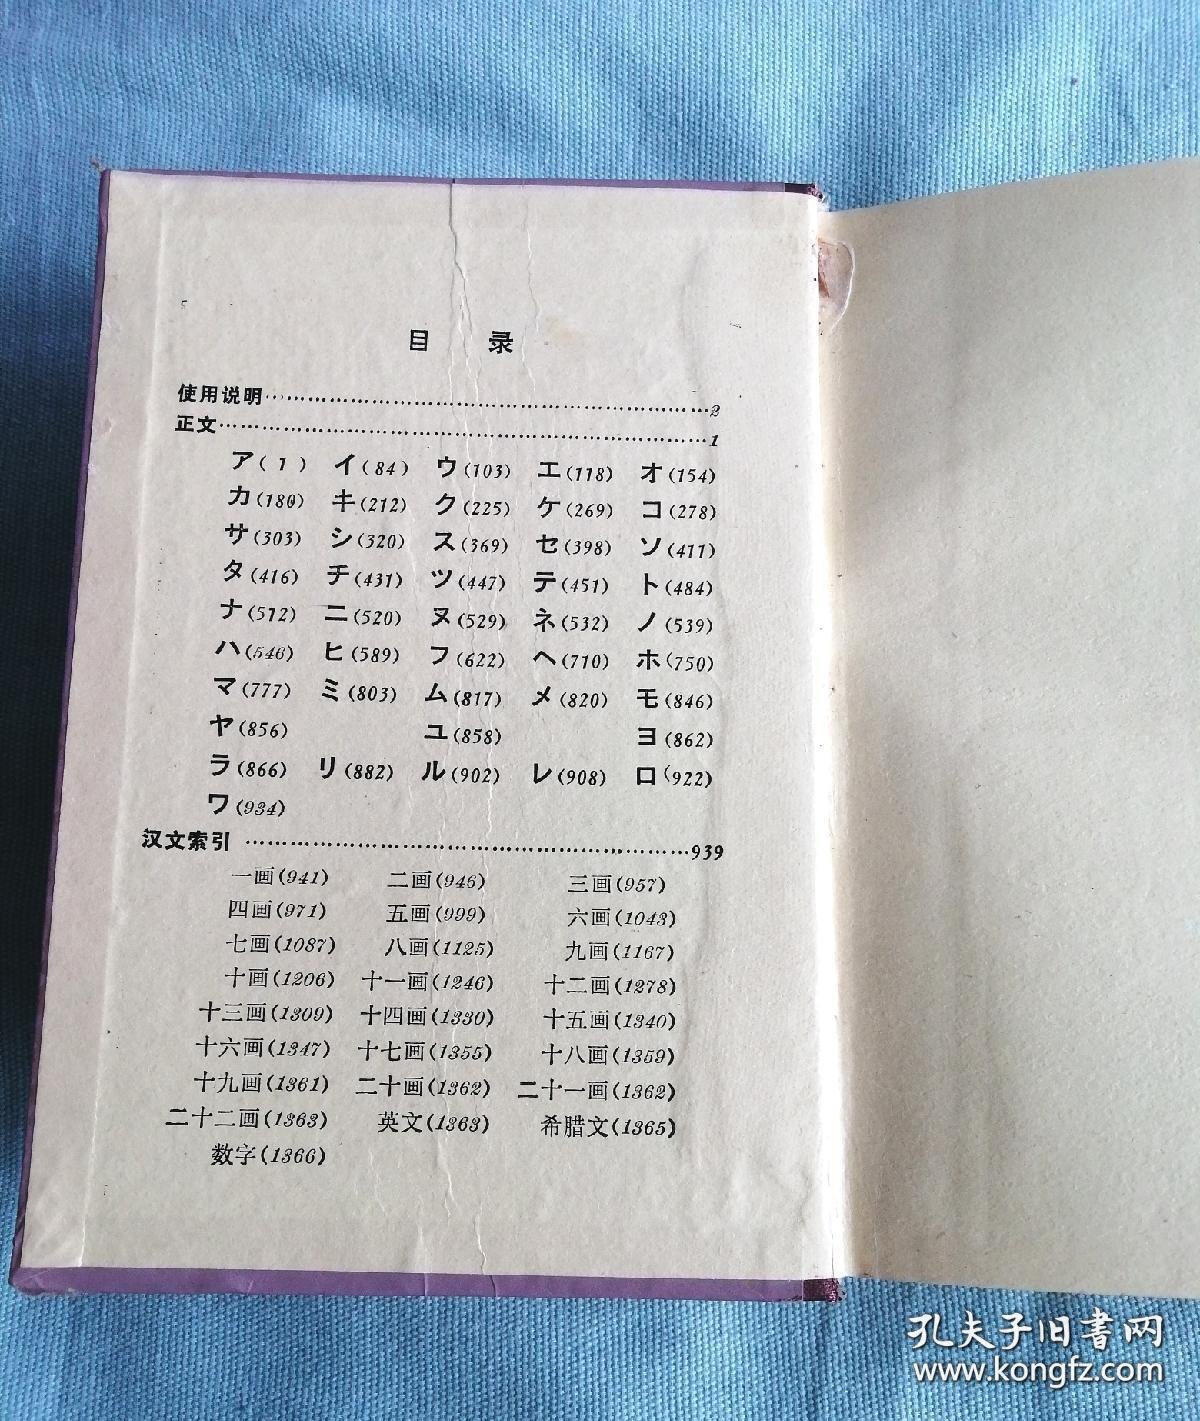 目 录
使用说明……………………………………………2
正文……………………………………………1
ア(1) イ(84) ウ(103) エ(118) オ(154)
カ(180) キ(212) ク(225) ケ(269) コ(278)
サ(303) シ(320) ス(369) セ(398) ソ(411)
タ(416) チ(431) ツ(447) テ(451) ト(484)
ナ(512) ニ(520) ヌ(529) ネ(532) ノ(539)
ハ(546) ヒ(589) フ(622) ヘ(710) ホ(750)
マ(777) ミ(803) ム(817) メ(820) モ(846)
ヤ(856) ユ(858) ヨ(862)
ラ(866) リ(882) ル(902) レ(908) ロ(922)
ワ(934)
汉文索引……………………………………………939
一画(941) 二画(946) 三画(957)
四画(971) 五画(999) 六画(1043)
七画(1087) 八画(1125) 九画(1167)
十画(1206) 十一画(1246) 十二画(1278)
十三画(1309) 十四画(1330) 十五画(1340)
十六画(1347) 十七画(1355) 十八画(1359)
十九画(1361) 二十画(1362) 二十一画(1362)
二十二画(1363) 英文(1363) 希腊文(1365)
数字(1366)
孔夫子旧书网
www.kongfz.com